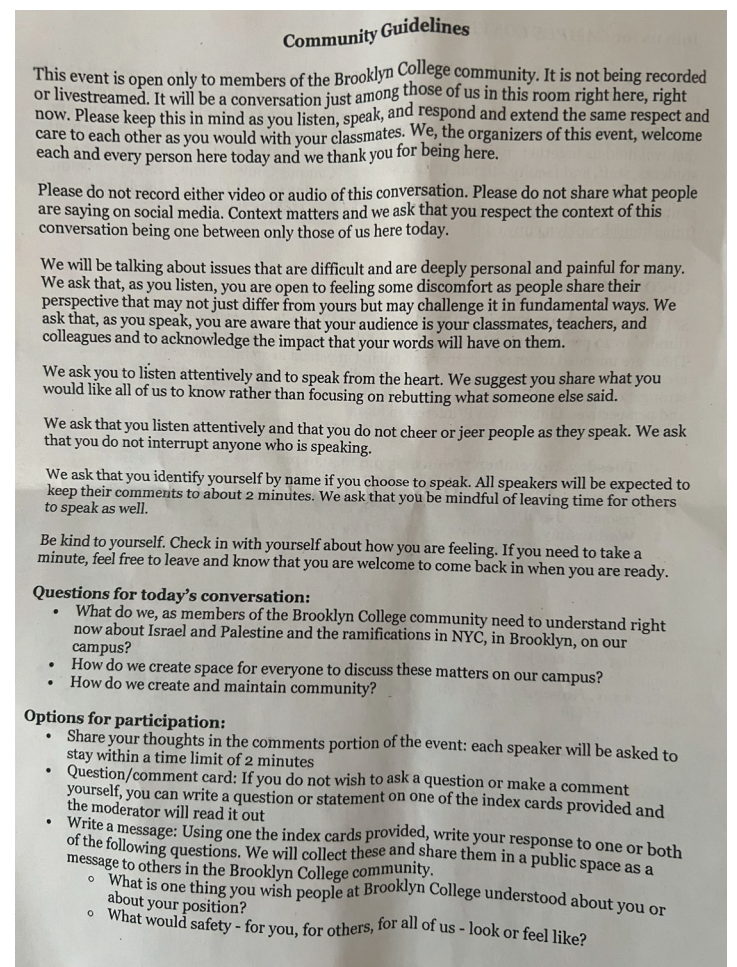 Community Guidelines
This event is open only to members of the Brooklyn College community. It is not being recorded
or livestreamed. It will be a conversation just among those of us in this room right here, right
now. Please keep this in mind as you listen, speak, and respond and extend the same respect and
care to each other as you would with your classmates. We, the organizers of this event, welcome
each and every person here today and we thank you for being here.
Please do not record either video or audio of this conversation. Please do not share what people
are saying on social media. Context matters and we ask that you respect the context of this
conversation being one between only those of us here today.
We will be talking about issues that are difficult and are deeply personal and painful for many.
We ask that, as you listen, you are open to feeling some discomfort as people share their
perspective that may not just differ from yours but may challenge it in fundamental ways. We
ask that, as you speak, you are aware that your audience is your classmates, teachers, and
colleagues and to acknowledge the impact that your words will have on them.
We ask you to listen attentively and to speak from the heart. We suggest you share what you
would like all of us to know rather than focusing on rebutting what someone else said.
We ask that you listen attentively and that you do not cheer or jeer people as they speak. We ask
that you do not interrupt anyone who is speaking.
We ask that you identify yourself by name if you choose to speak. All speakers will be expected to
keep their comments to about 2 minutes. We ask that you be mindful of leaving time for others
to speak as well.
Be kind to yourself. Check in with yourself about how you are feeling. If you need to take a
minute, feel free to leave and know that you are welcome to come back in when you are ready.
Questions for today's conversation:
• What do we, as members of the Brooklyn College community need to understand right
now about Israel and Palestine and the ramifications in NYC, in Brooklyn, on our
campus?
• How do we create space for everyone to discuss these matters on our campus?
• How do we create and maintain community?
Options for participation:
• Share your thoughts in the comments portion of the event: each speaker will be asked to
stay within a time limit of 2 minutes
• Question/comment card: If you do not wish to ask a question or make a comment
yourself, you can write a question or statement on one of the index cards provided and
the moderator will read it out
• Write a message: Using one the index cards provided, write your response to one or both
of the following questions. We will collect these and share them in a public space as a
message to others in the Brooklyn College community.
○ What is one thing you wish people at Brooklyn College understood about you or
about your position?
○ What would safety - for you, for others, for all of us - look or feel like?